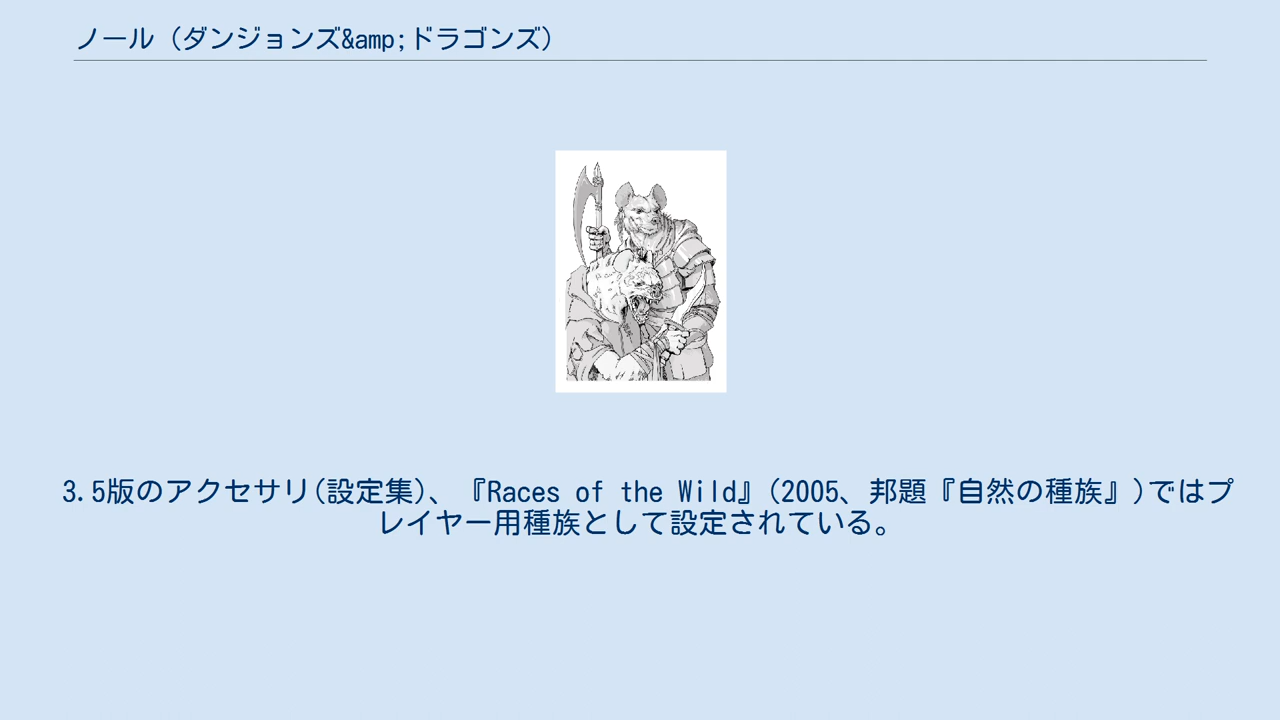 ノール（ダンジョンズ&amp;ドラゴンズ）
3.5版のアクセサリ(設定集)、『Races of the Wild』(2005、邦題『自然の種族』)ではプ
レイヤー用種族として設定されている。